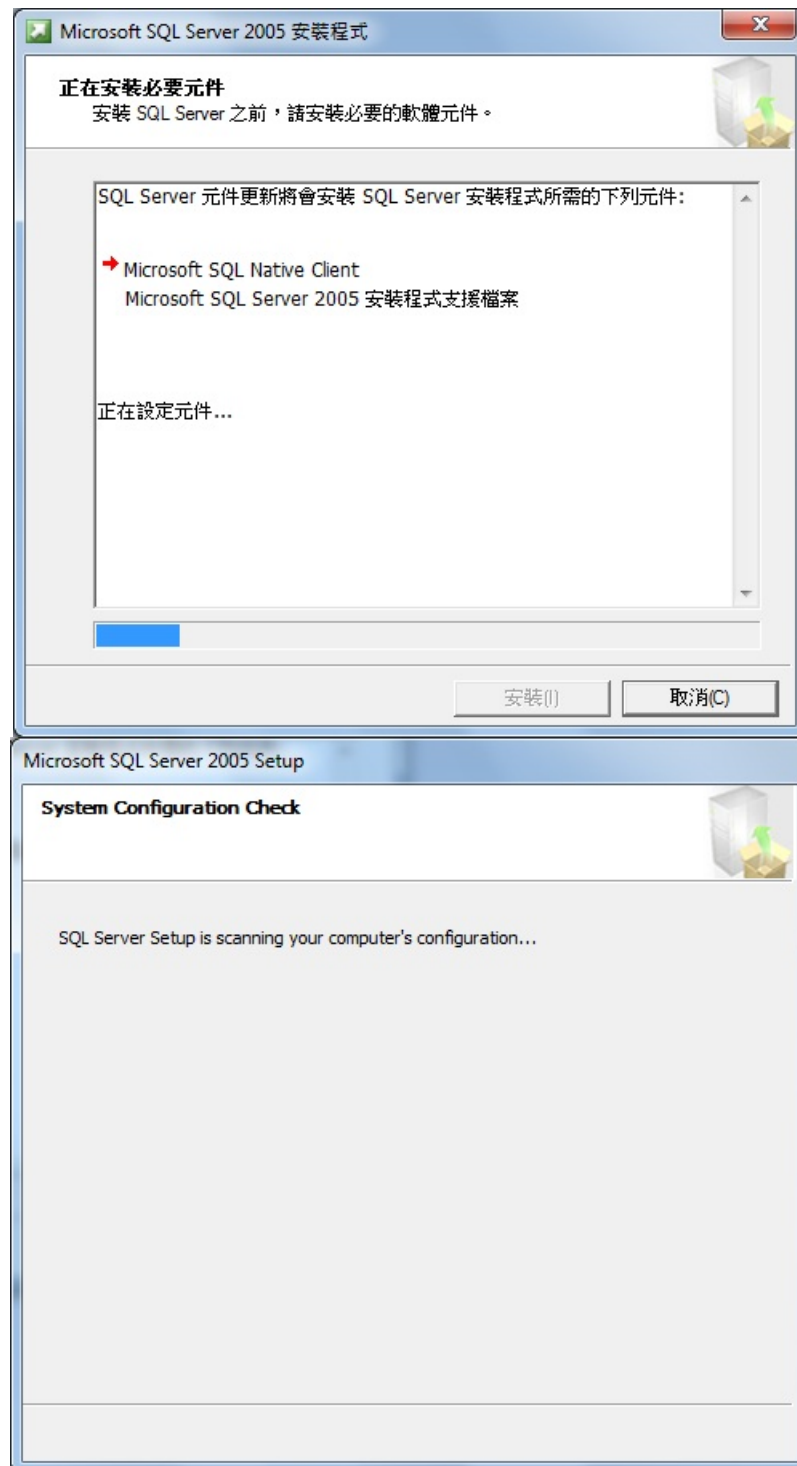 Microsoft SQL Server 2005 安裝程式
正在安裝必要元件
安裝 SQL Server 之前，請安裝必要的軟體元件。
SQL Server 元件更新將會安裝 SQL Server 安裝程式所需的下列元件:
Microsoft SQL Native Client
Microsoft SQL Server 2005 安裝程式支援檔案
正在設定元件...
安裝(I) 取消(C)
Microsoft SQL Server 2005 Setup
System Configuration Check
SQL Server Setup is scanning your computer's configuration...